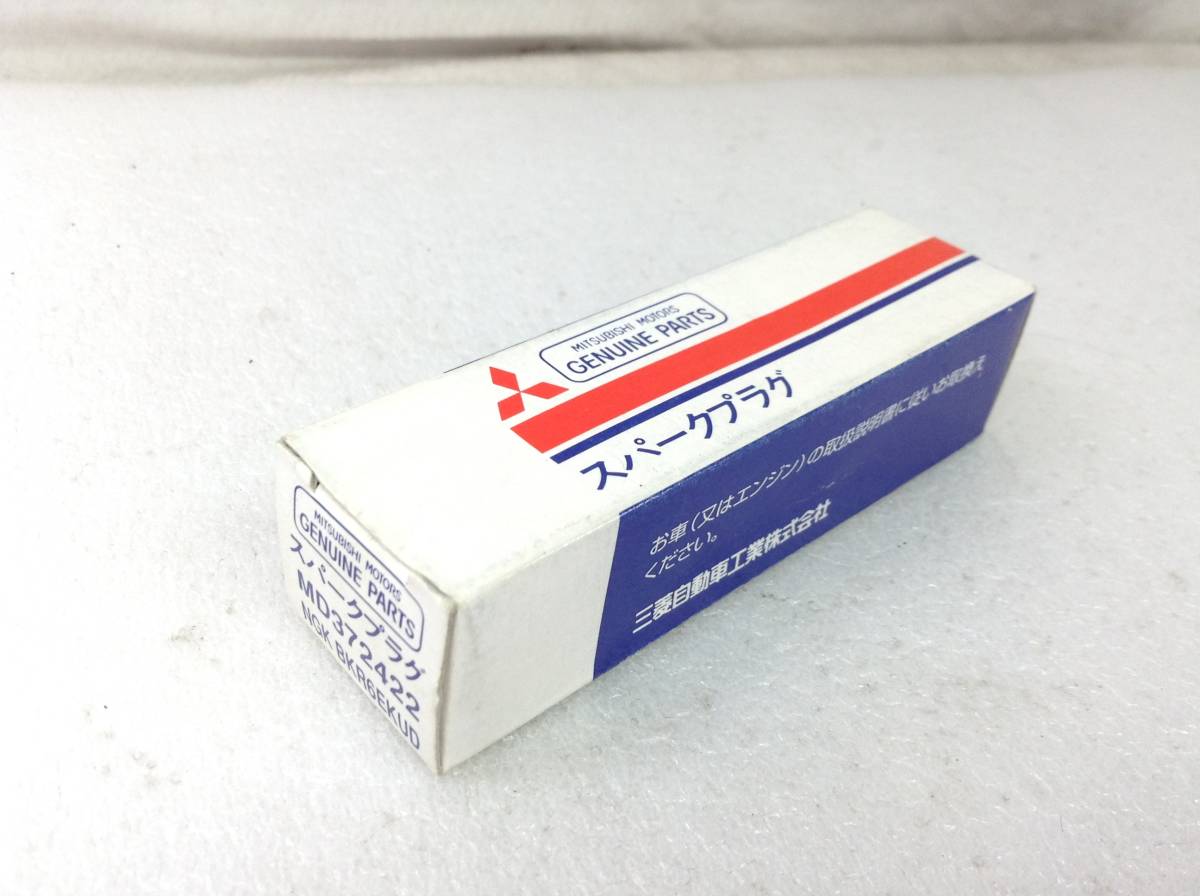 MITSUBISHI MOTORS
GENUINE PARTS
スパークプラグ
お車(又はエンジン)の取扱説明書に従いお取換え
ください。
三菱自動車工業株式会社
MITSUBISHI MOTORS
GENUINE PARTS
スパークプラグ
MD372422
NGK BKR6EKUD